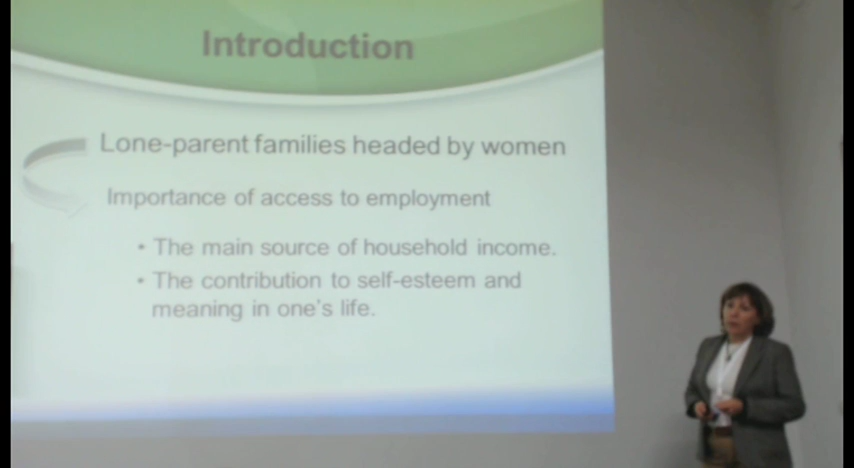 Introduction
Lone-parent families headed by women
Importance of access to employment
• The main source of household income.
• The contribution to self-esteem and
meaning in one's life.